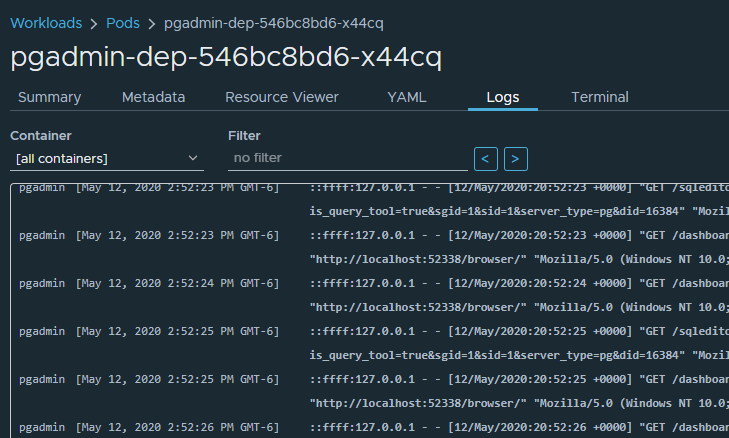 Workloads > Pods > pgadmin-dep-546bc8bd6-x44cq
pgadmin-dep-546bc8bd6-x44cq
Summary Metadata Resource Viewer YAML Logs Terminal
Container Filter
[all containers] no filter < >
pgadmin [May 12, 2020 2:52:23 PM GMT-6] ::ffff:127.0.0.1 - - [12/May/2020:20:52:23 +0000] "GET /sqledito
is_query_tool=true&sgid=1&sid=1&server_type=pg&did=16384" "Mozil
pgadmin [May 12, 2020 2:52:23 PM GMT-6] ::ffff:127.0.0.1 - - [12/May/2020:20:52:23 +0000] "GET /dashboar
"http://localhost:52338/browser/" "Mozilla/5.0 (Windows NT 10.0;
pgadmin [May 12, 2020 2:52:24 PM GMT-6] ::ffff:127.0.0.1 - - [12/May/2020:20:52:24 +0000] "GET /dashboar
"http://localhost:52338/browser/" "Mozilla/5.0 (Windows NT 10.0;
pgadmin [May 12, 2020 2:52:25 PM GMT-6] ::ffff:127.0.0.1 - - [12/May/2020:20:52:25 +0000] "GET /sqledito
is_query_tool=true&sgid=1&sid=1&server_type=pg&did=16384" "Mozil
pgadmin [May 12, 2020 2:52:25 PM GMT-6] ::ffff:127.0.0.1 - - [12/May/2020:20:52:25 +0000] "GET /dashboar
"http://localhost:52338/browser/" "Mozilla/5.0 (Windows NT 10.0;
pgadmin [May 12, 2020 2:52:26 PM GMT-6] ::ffff:127.0.0.1 - - [12/May/2020:20:52:26 +0000] "GET /dashboar